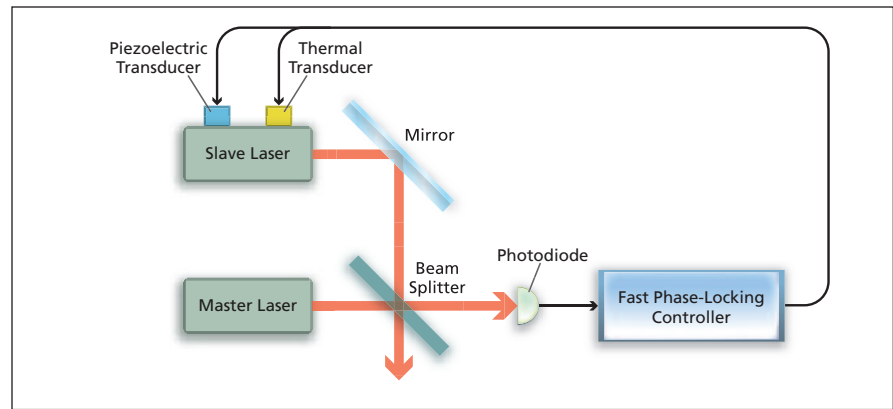 Piezoelectric
Transducer
Thermal
Transducer
Slave Laser
Mirror
Beam
Splitter
Photodiode
Master Laser
Fast Phase-Locking
Controller